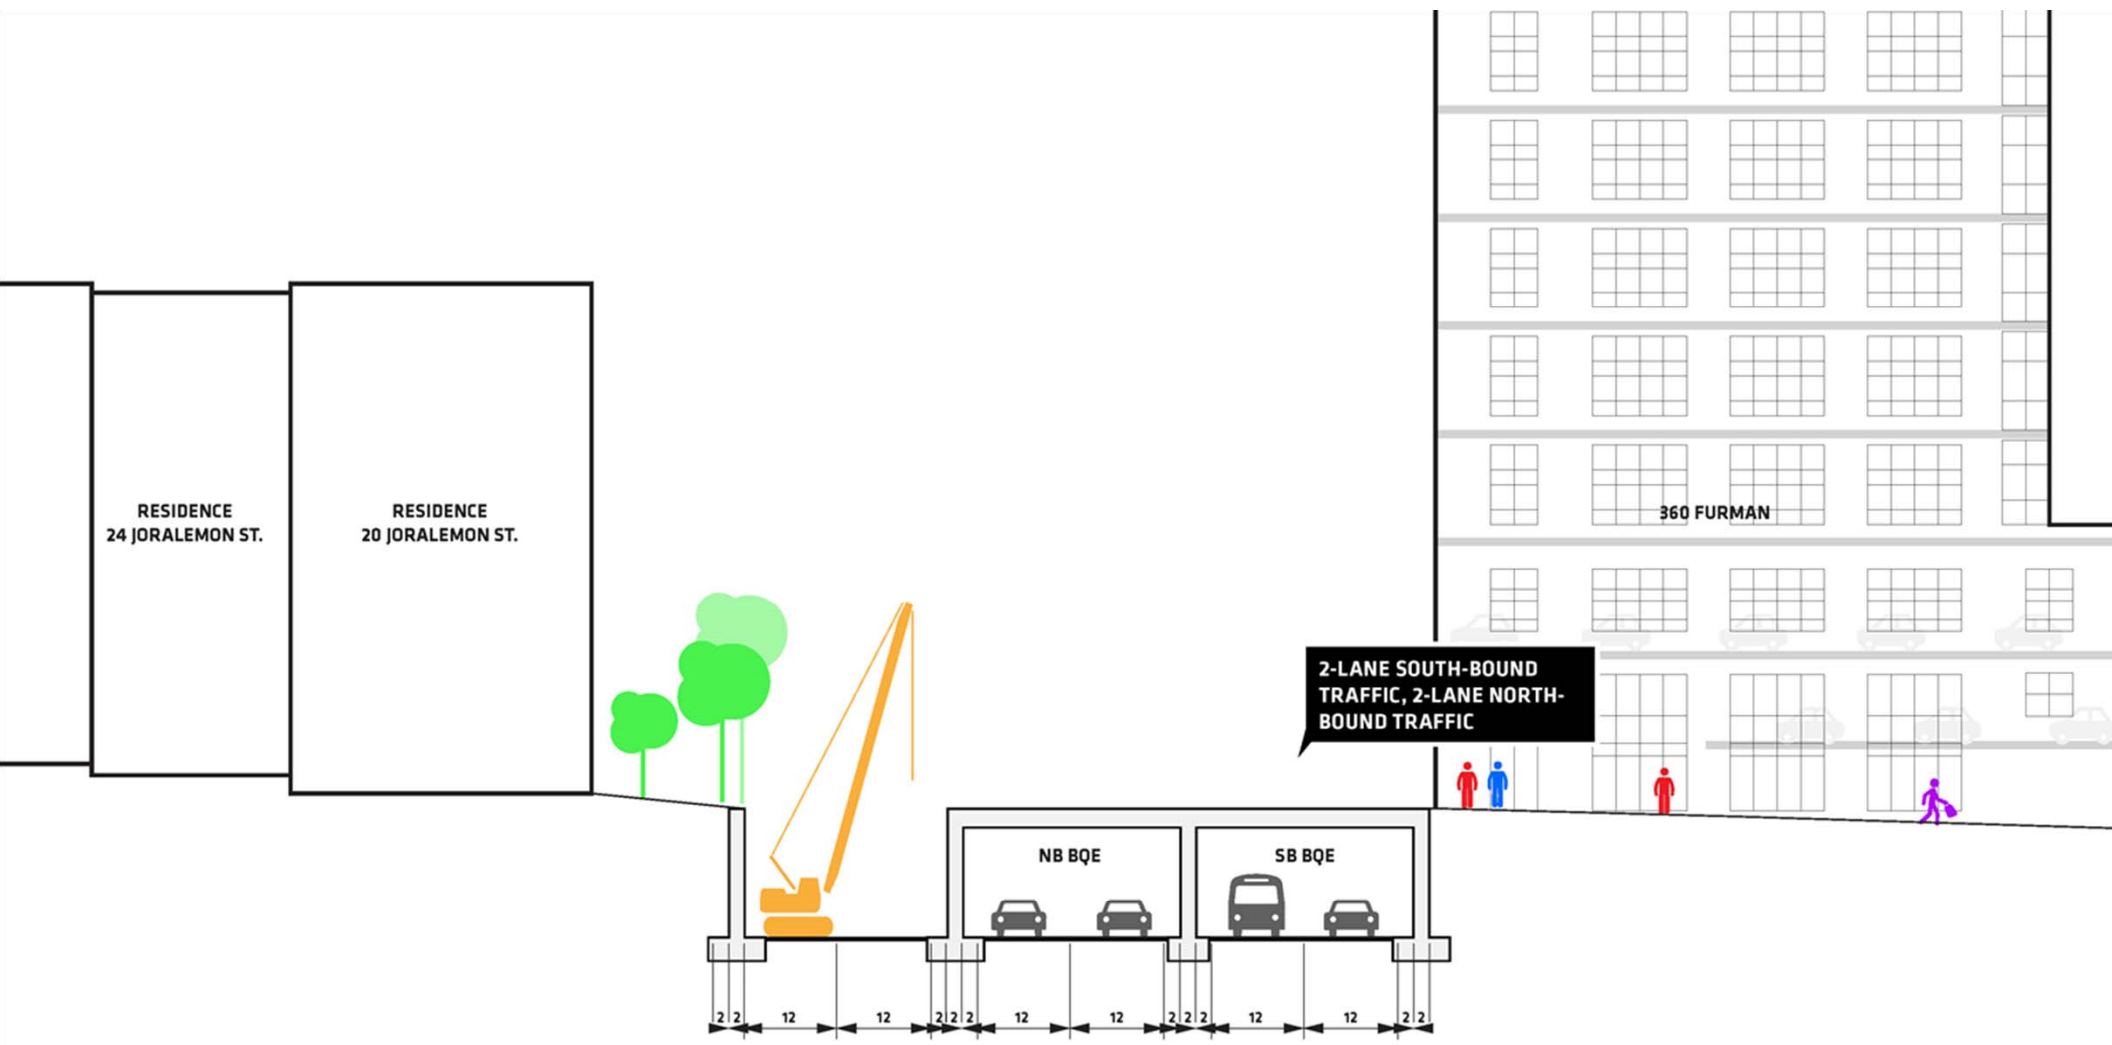 RESIDENCE
24 JORALEMON ST.
RESIDENCE
20 JORALEMON ST.
360 FURMAN
2-LANE SOUTH-BOUND
TRAFFIC, 2-LANE NORTH-
BOUND TRAFFIC
NB BQE
SB BQE
2 2 12 12 2 2 2 12 12 2 2 2 12 12 2 2